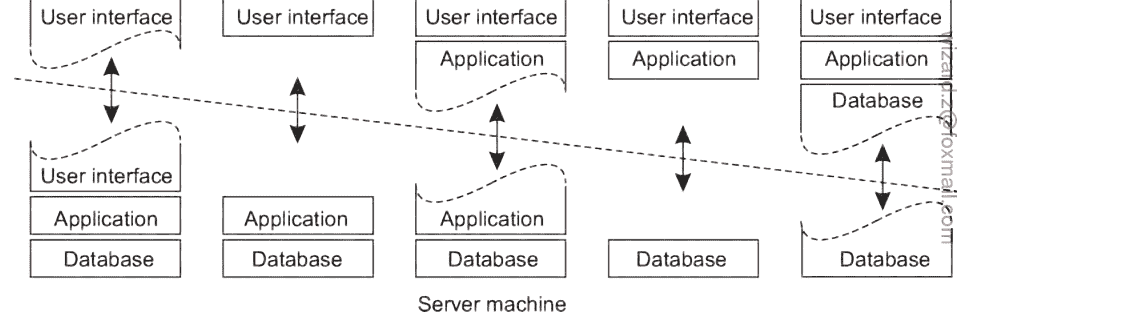 User interface User interface User interface User interface User interface
Application Application Application
Database
User interface
Application Application Application
Database Database Database Database Database
Server machine
wizard.z@foxmail.com